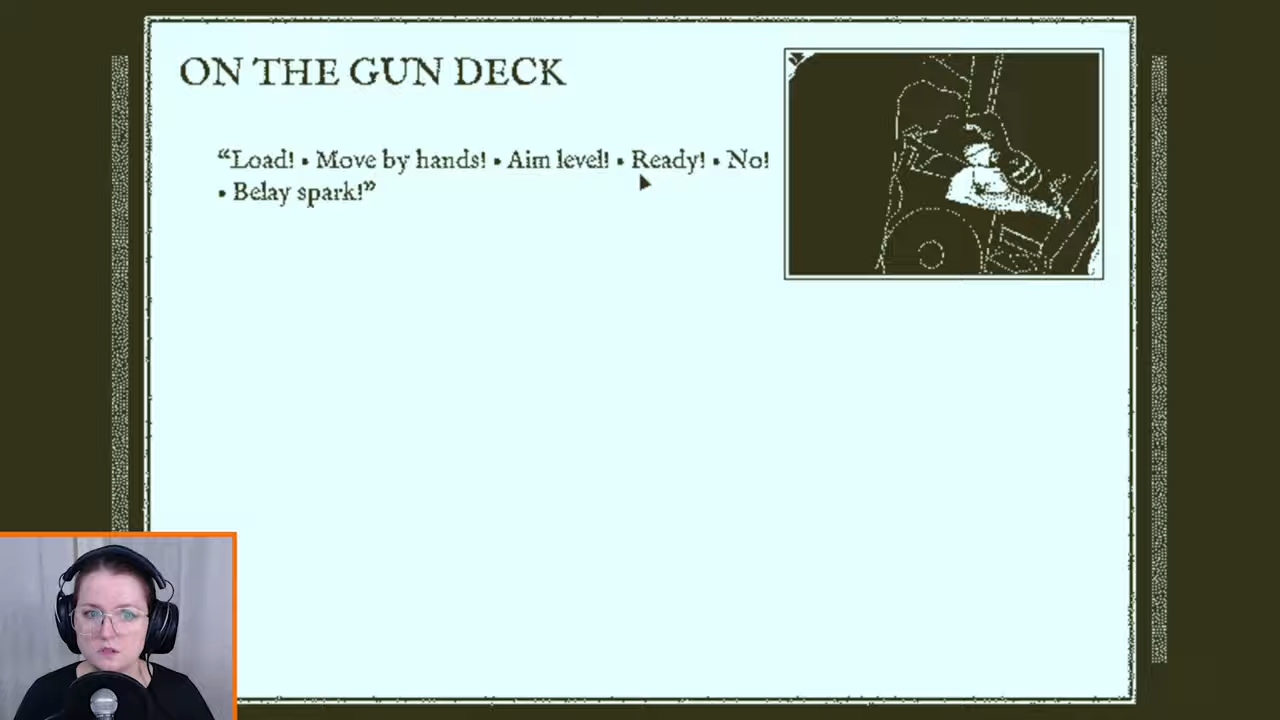 ON THE GUN DECK
“Load! • Move by hands! • Aim level! • Ready! • No!
• Belay spark!”